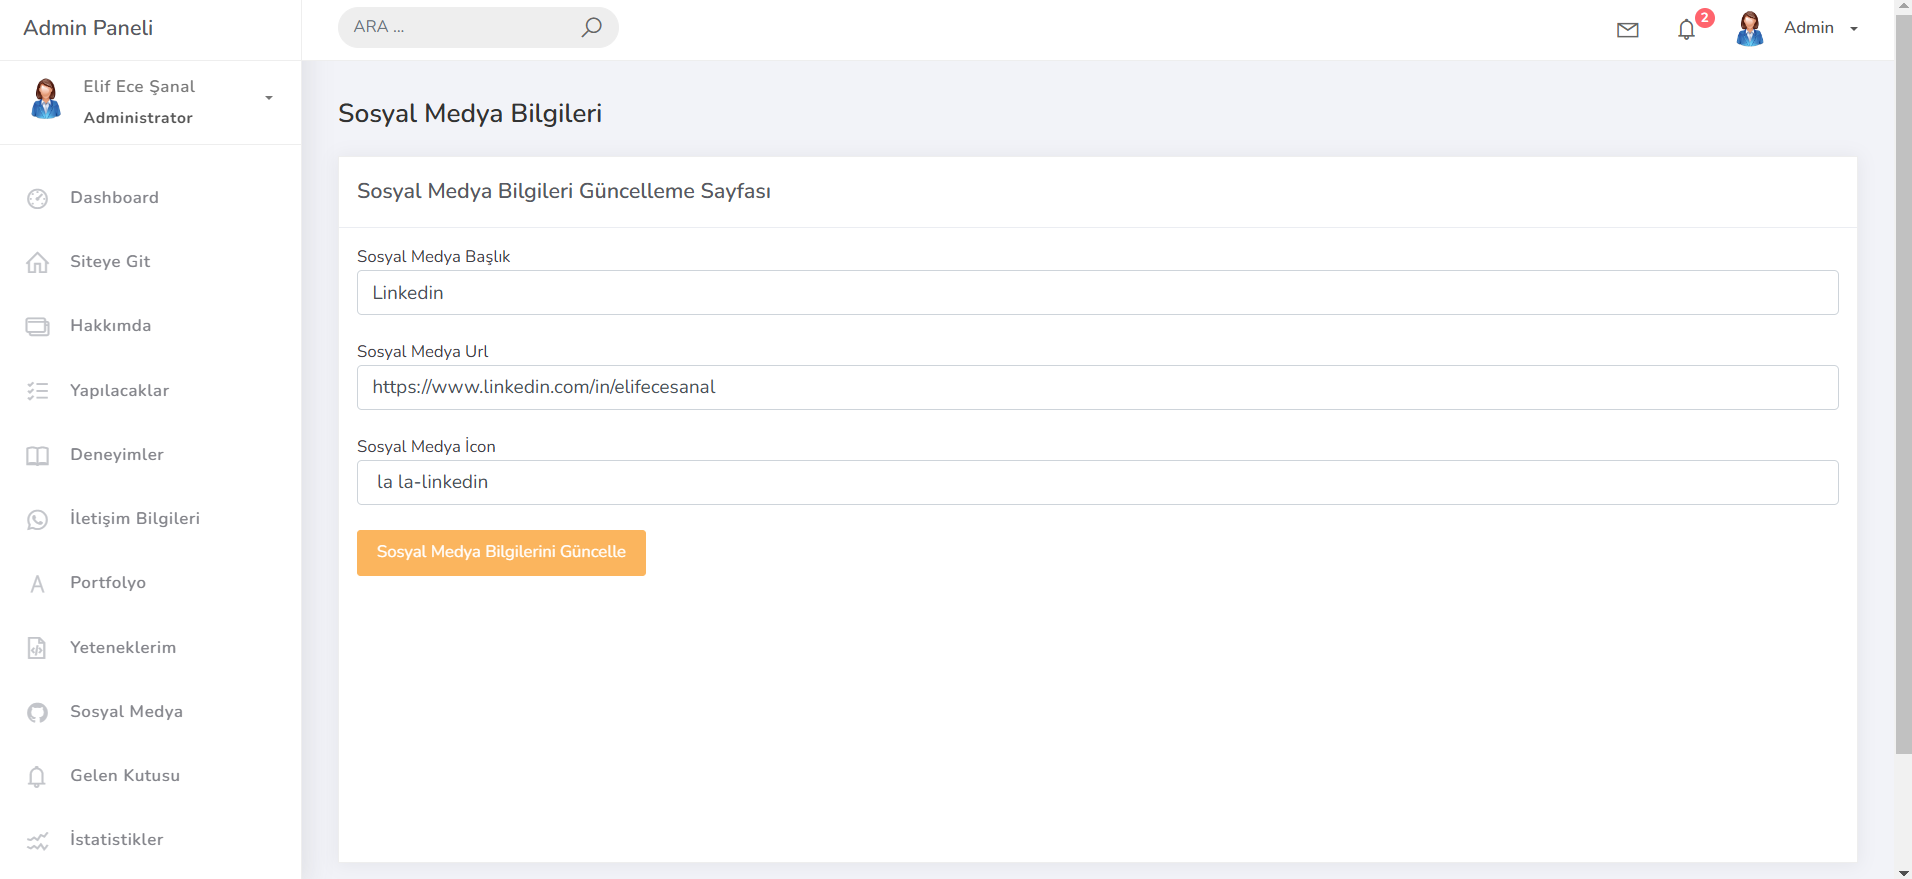 Admin Paneli
ARA ...
2
Admin
Elif Ece Şanal
Administrator
Dashboard
Siteye Git
Hakkımda
Yapılacaklar
Deneyimler
İletişim Bilgileri
Portfolyo
Yeteneklerim
Sosyal Medya
Gelen Kutusu
İstatistikler
Sosyal Medya Bilgileri
Sosyal Medya Bilgileri Güncelleme Sayfası
Sosyal Medya Başlık
Linkedin
Sosyal Medya Url
https://www.linkedin.com/in/elifecesanal
Sosyal Medya İcon
la la-linkedin
Sosyal Medya Bilgilerini Güncelle